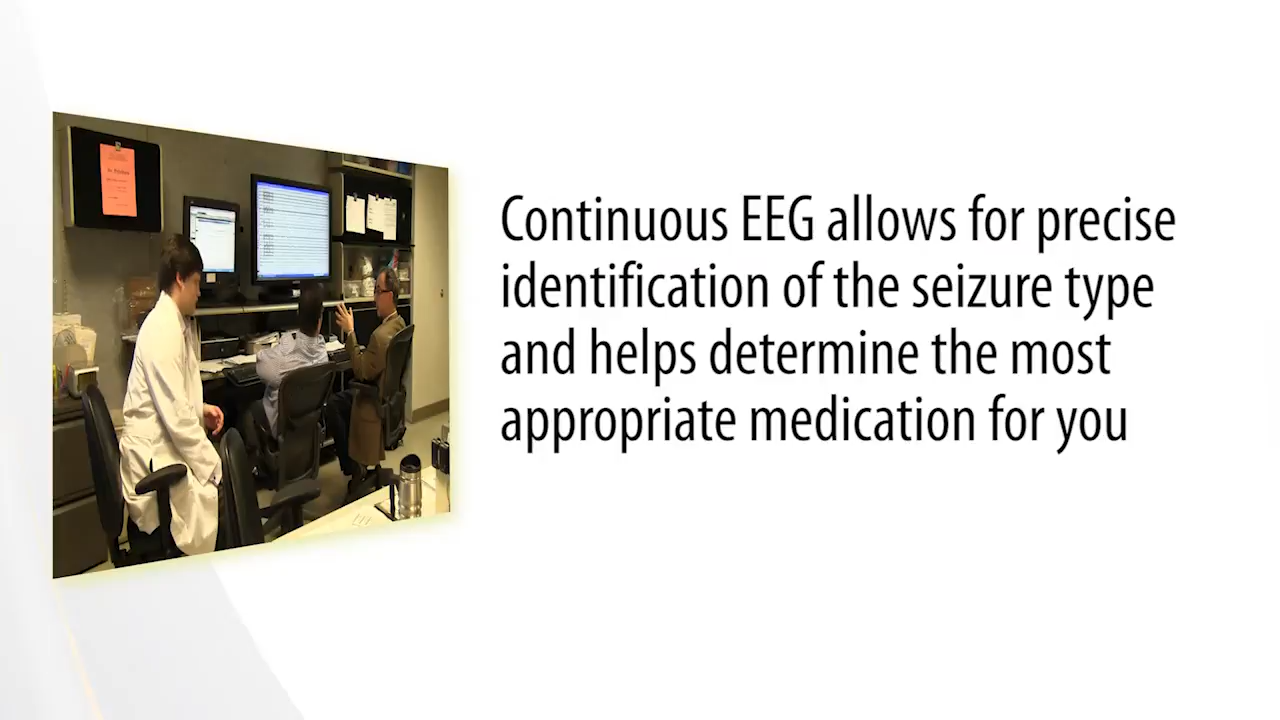 Continuous EEG allows for precise
identification of the seizure type
and helps determine the most
appropriate medication for you